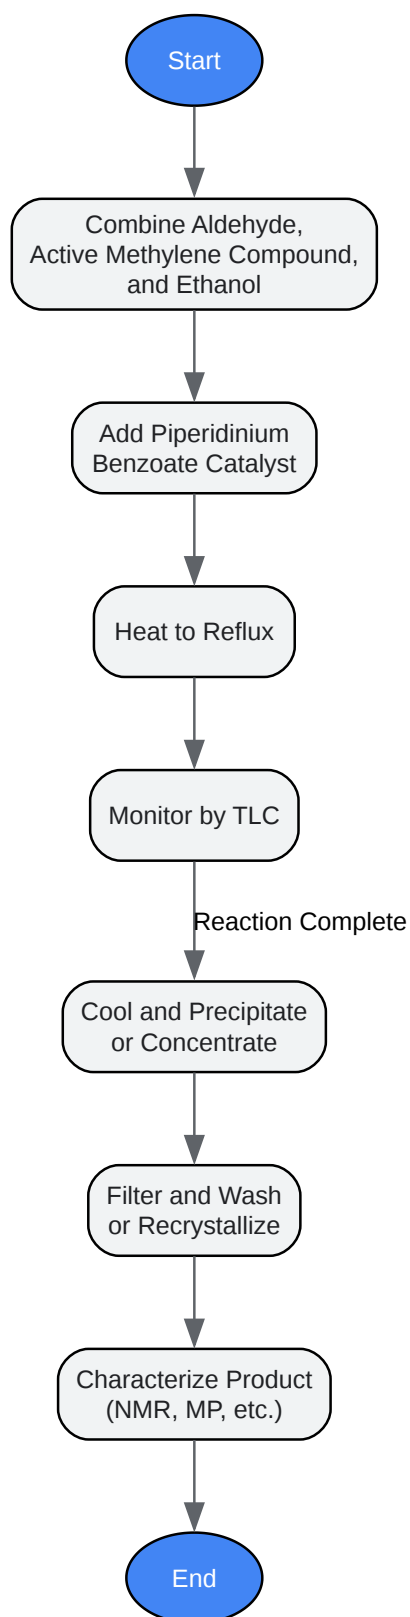 Start
Combine Aldehyde,
Active Methylene Compound,
and Ethanol
Add Piperidinium
Benzoate Catalyst
Heat to Reflux
Monitor by TLC
Reaction Complete
Cool and Precipitate
or Concentrate
Filter and Wash
or Recrystallize
Characterize Product
(NMR, MP, etc.)
End